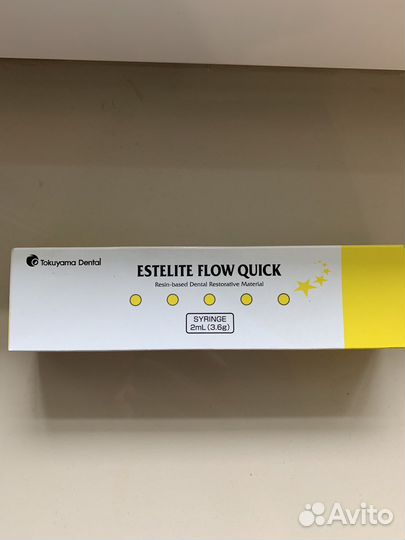 Tokuyama Dental
ESTELITE FLOW QUICK
Resin-based Dental Restorative Material
SYRINGE
2mL (3.6g)
Avito